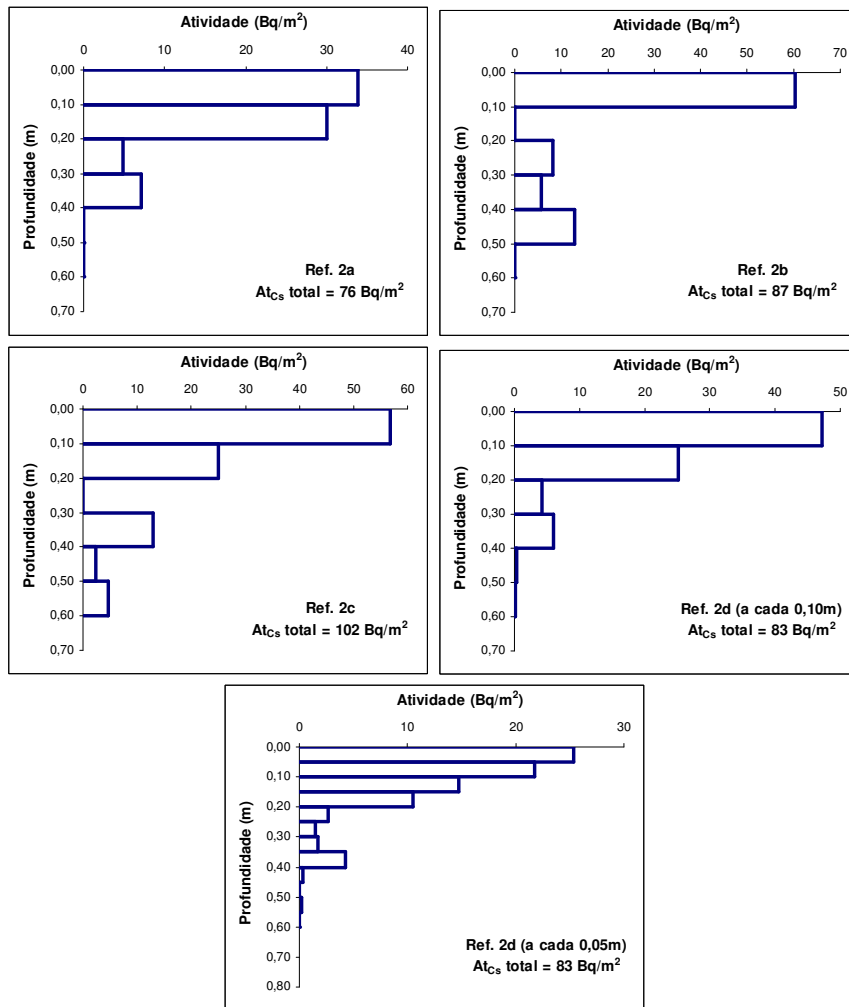 Atividade (Bq/m²)
0 10 20 30 40
0,00
0,10
0,20
0,30
0,40
0,50
0,60
0,70
Profundidade (m)
Ref. 2a
At_Cs total = 76 Bq/m²
Atividade (Bq/m²)
0 10 20 30 40 50 60 70
0,00
0,10
0,20
0,30
0,40
0,50
0,60
0,70
Profundidade (m)
Ref. 2b
At_Cs total = 87 Bq/m²
Atividade (Bq/m²)
0 10 20 30 40 50 60
0,00
0,10
0,20
0,30
0,40
0,50
0,60
0,70
Profundidade (m)
Ref. 2c
At_Cs total = 102 Bq/m²
Atividade (Bq/m²)
0 10 20 30 40 50
0,00
0,10
0,20
0,30
0,40
0,50
0,60
0,70
Profundidade (m)
Ref. 2d (a cada 0,10m)
At_Cs total = 83 Bq/m²
Atividade (Bq/m²)
0 10 20 30
0,00
0,10
0,20
0,30
0,40
0,50
0,60
0,70
0,80
Profundidade (m)
Ref. 2d (a cada 0,05m)
At_Cs total = 83 Bq/m²